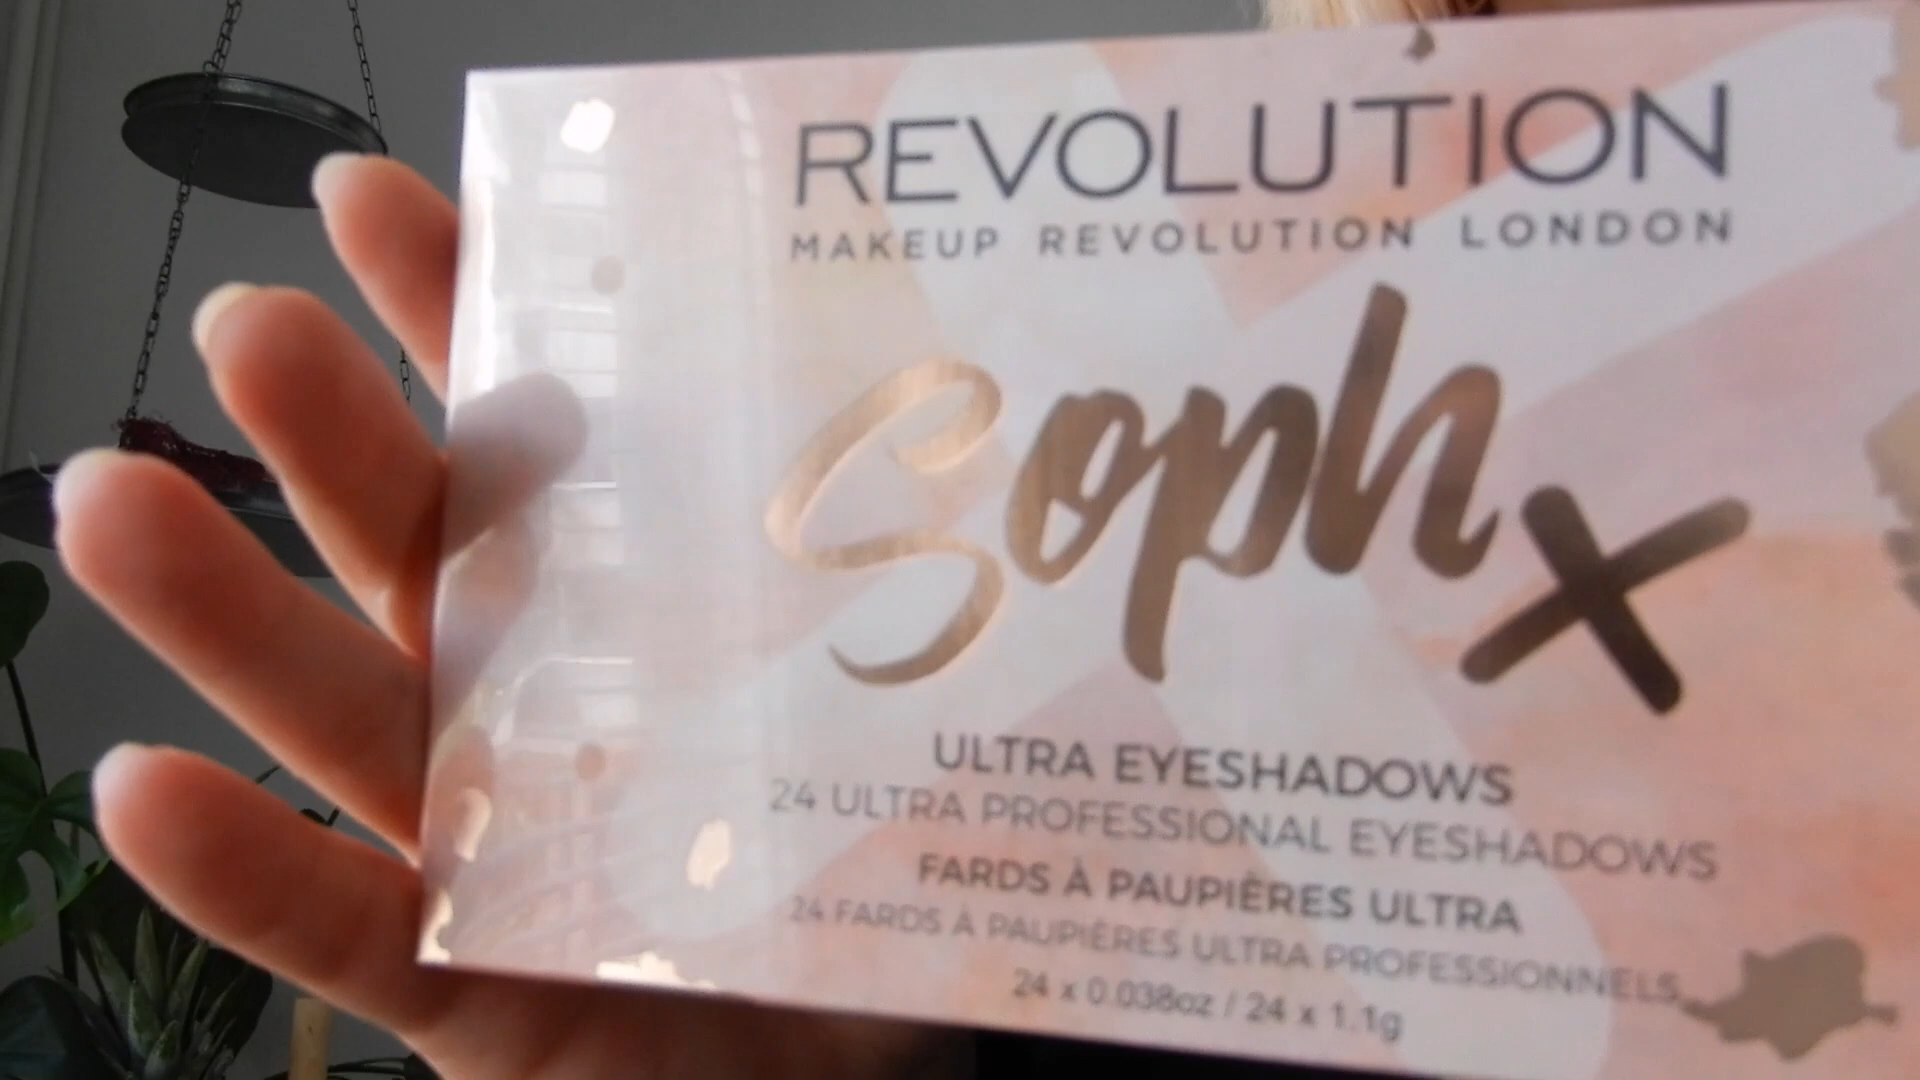 REVOLUTION
MAKEUP REVOLUTION LONDON
Soph
X
ULTRA EYESHADOWS
24 ULTRA PROFESSIONAL EYESHADOWS
FARDS À PAUPIÈRES ULTRA
24 FARDS À PAUPIÈRES ULTRA PROFESSIONNELS
24 x 0.038oz / 24 x 1.1g